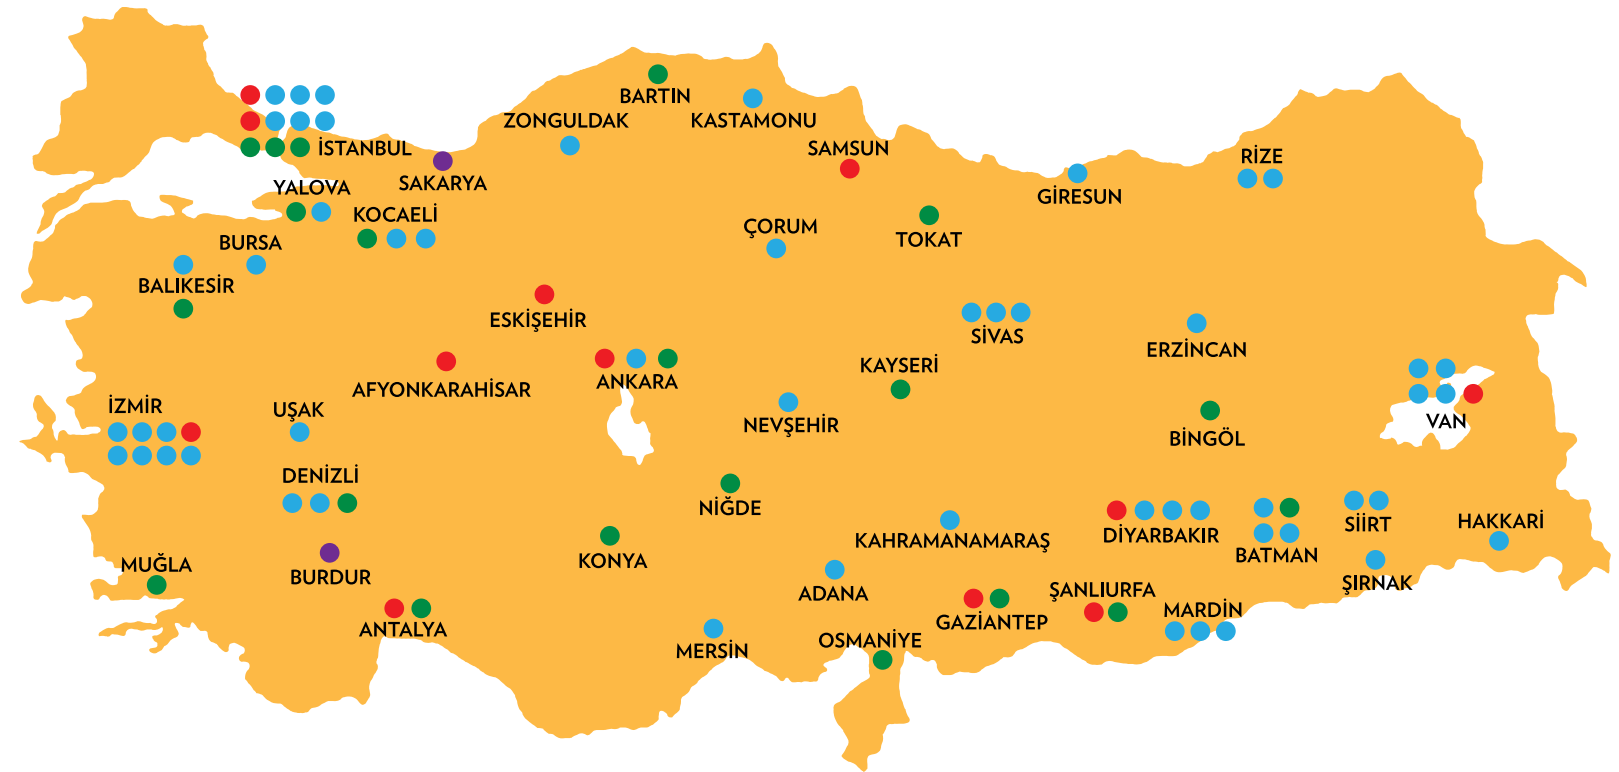 BARTIN
ZONGULDAK
KASTAMONU
İSTANBUL
SAMSUN
RİZE
SAKARYA
YALOVA
GİRESUN
KOCAELİ
ÇORUM
TOKAT
BURSA
BALIKESİR
ESKİŞEHİR
SİVAS
ERZİNCAN
KAYSERİ
ANKARA
AFYONKARAHİSAR
İZMİR
UŞAK
NEVŞEHİR
VAN
BİNGÖL
DENİZLİ
NİĞDE
SİİRT
HAKKARİ
DİYARBAKIR
KAHRAMANAMARAŞ
BATMAN
KONYA
MUĞLA
BURDUR
ŞIRNAK
ŞANLIURFA
ADANA
MARDİN
GAZİANTEP
ANTALYA
OSMANİYE
MERSİN